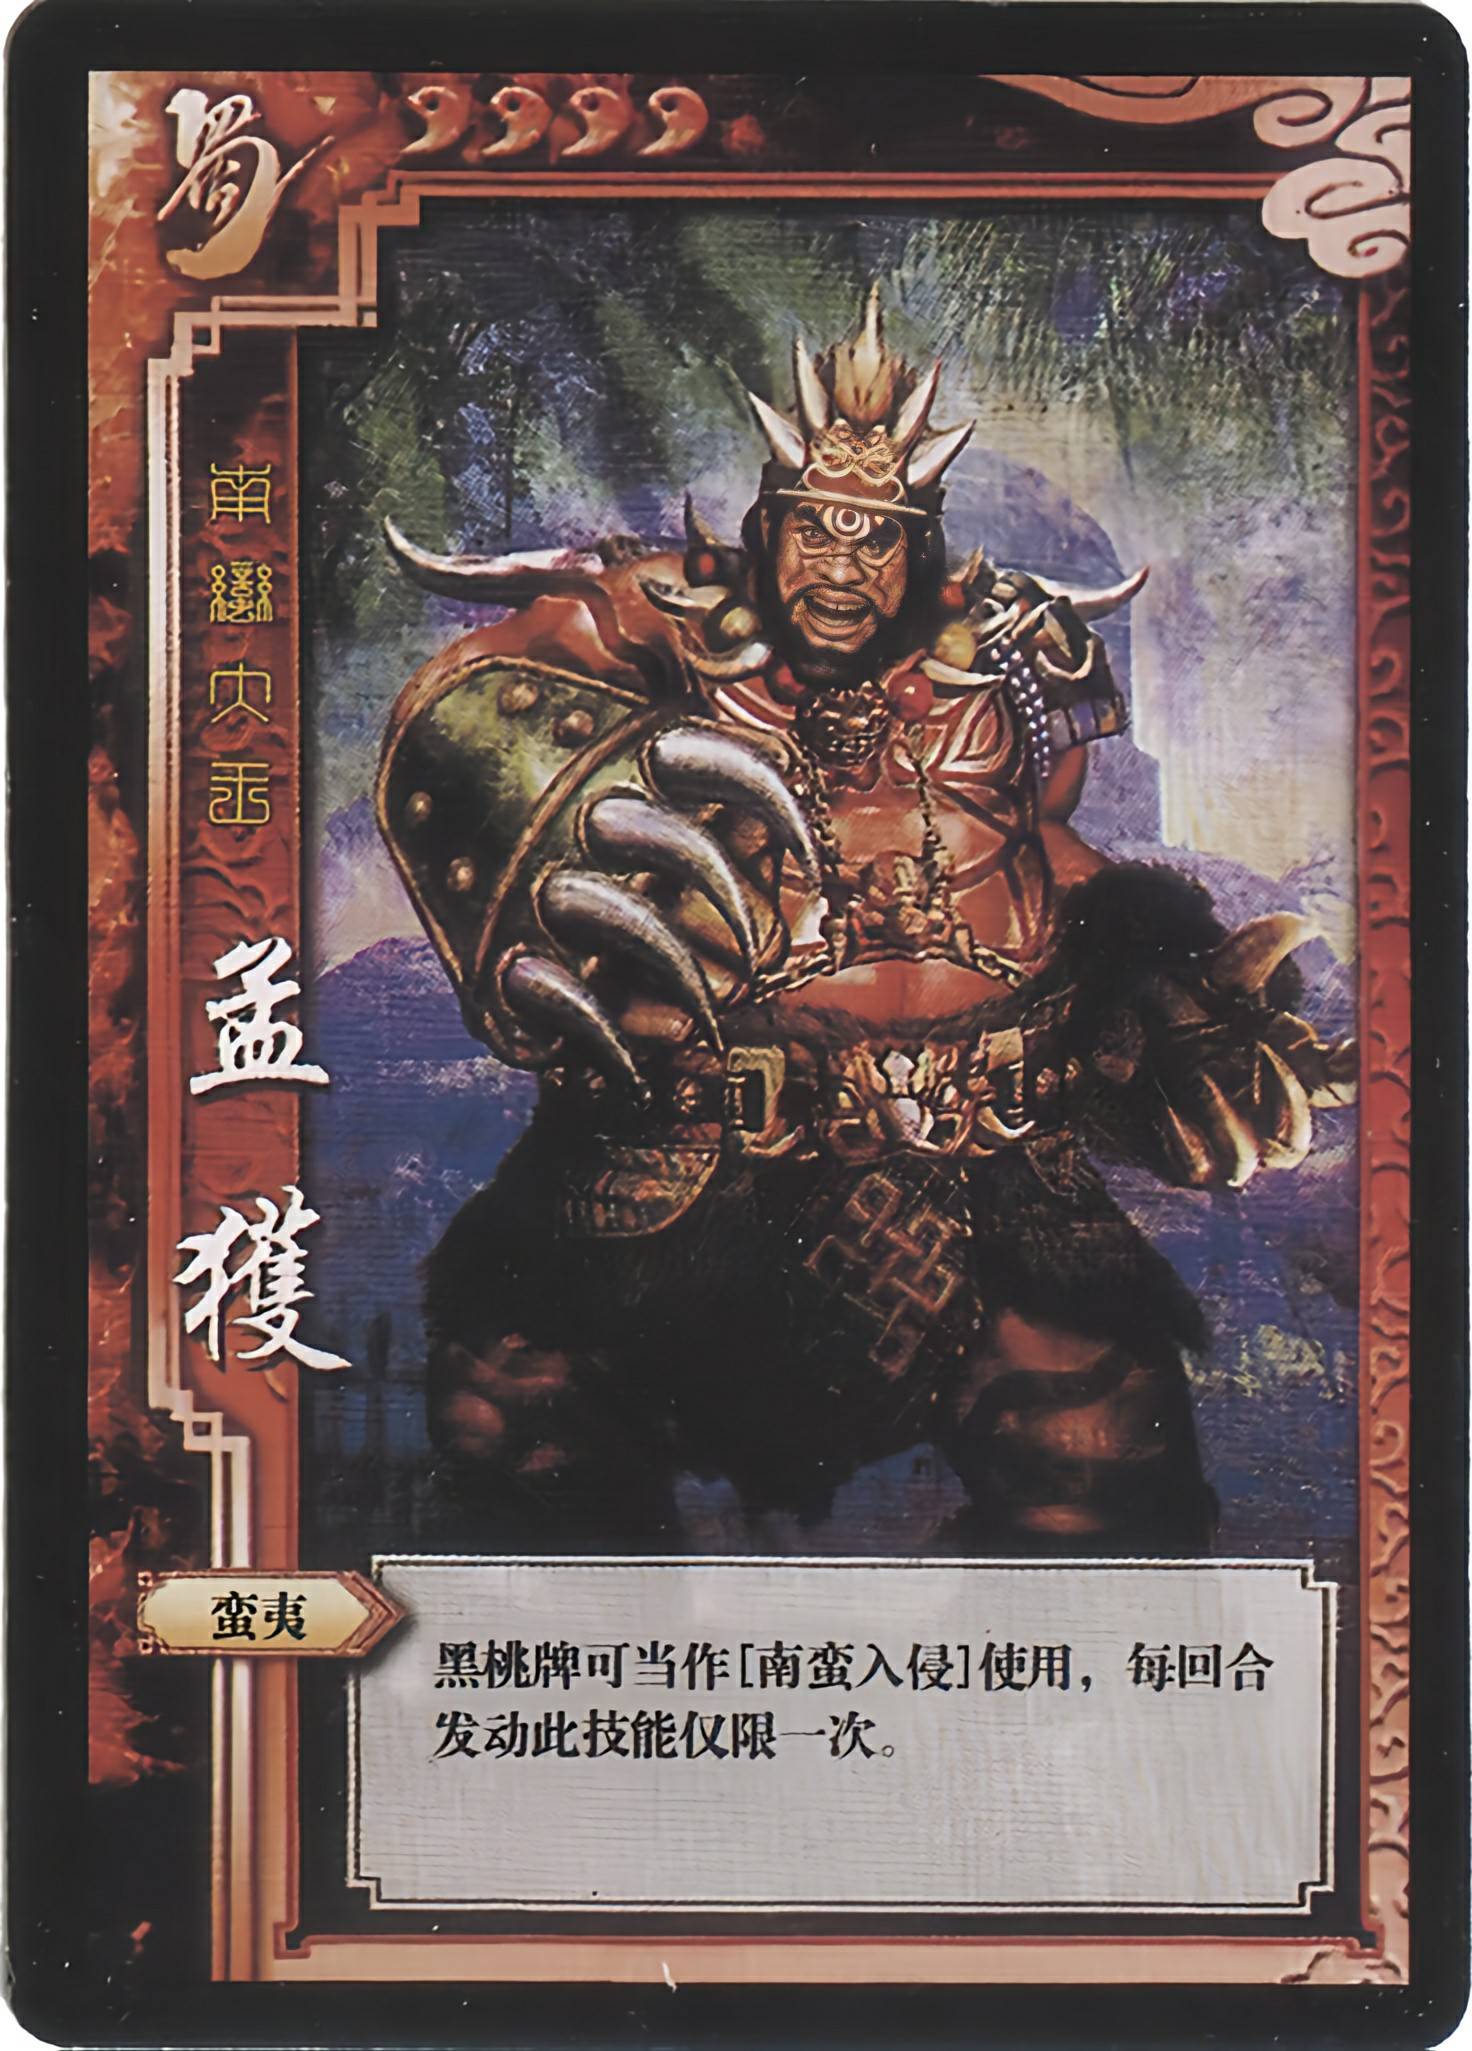 蜀
南蠻大王
孟獲
蛮夷
黑桃牌可当作[南蛮入侵]使用，每回合
发动此技能仅限一次。